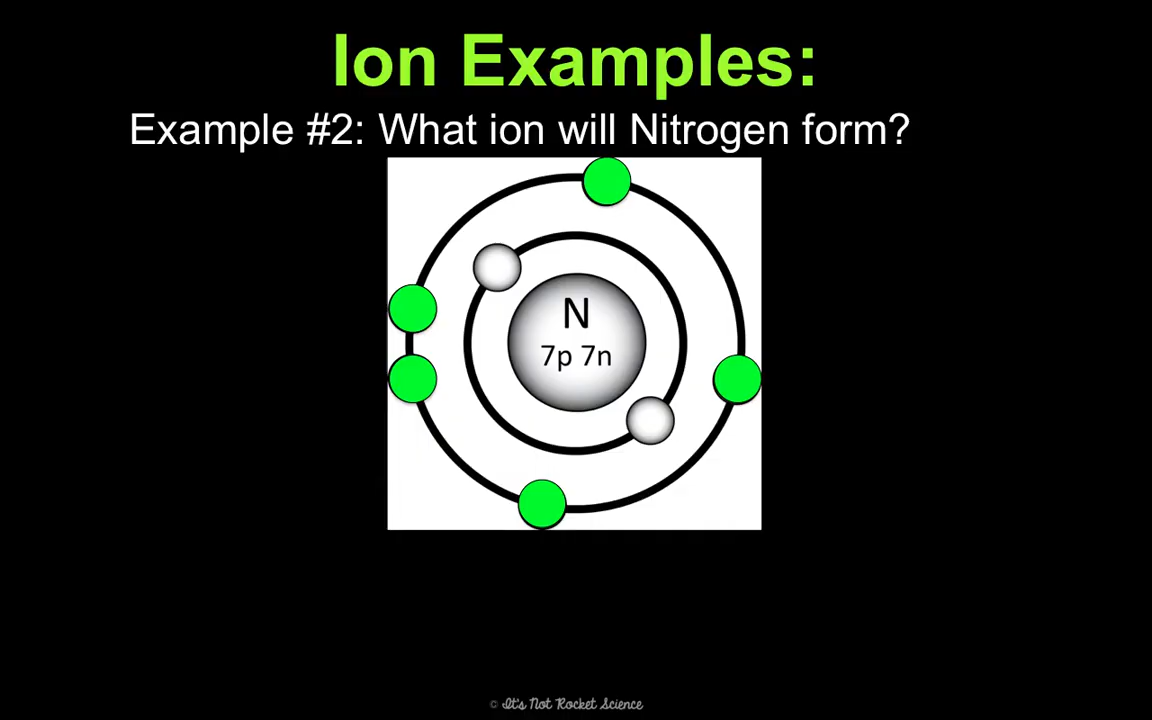 Ion Examples:
Example #2: What ion will Nitrogen form?
N
7p 7n
© It's Not Rocket Science